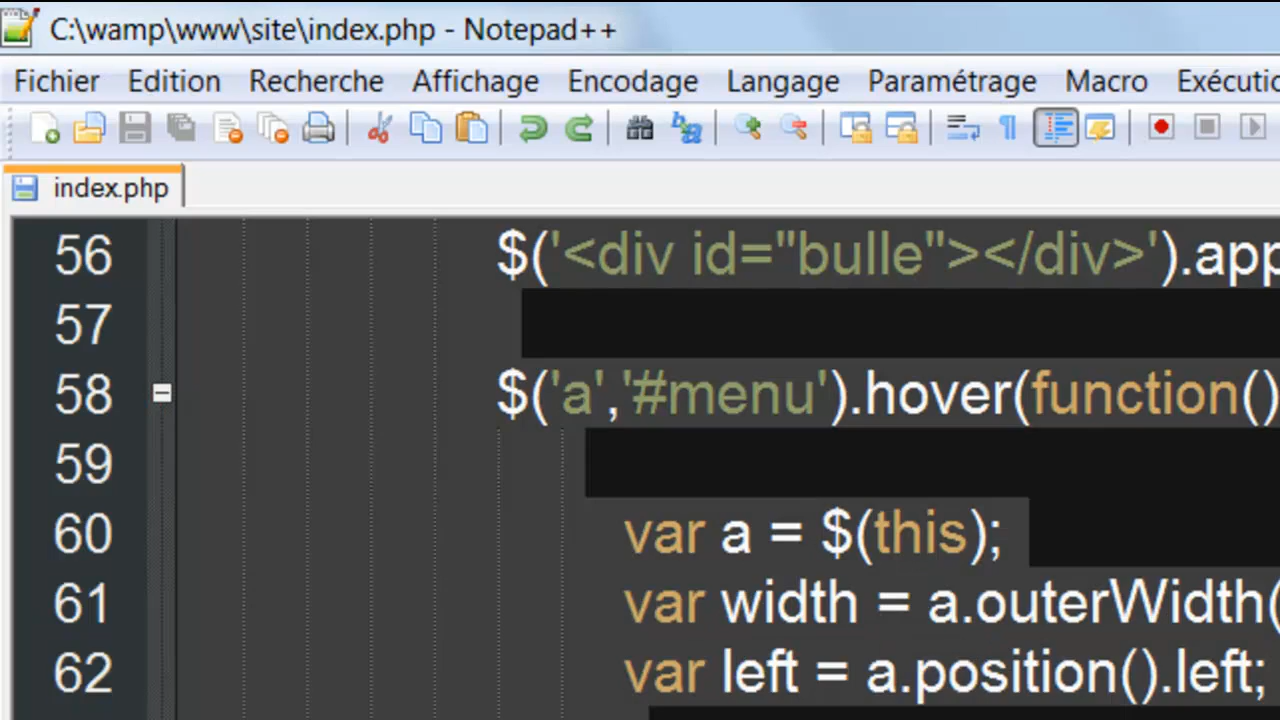 C:\wamp\www\site\index.php - Notepad++
Fichier Edition Recherche Affichage Encodage Langage Paramétrage Macro
index.php
56 $('<div id="bulle"></div>').app
57
58 $('a','#menu').hover(function()
59
60 var a = $(this);
61 var width = a.outerWidth(
62 var left = a.position().left;